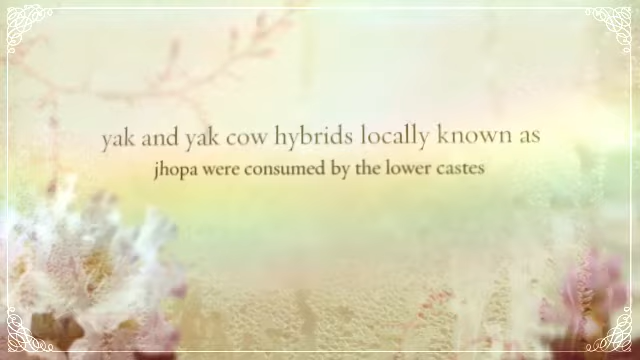 yak and yak cow hybrids locally known as
jhopa were consumed by the lower castes